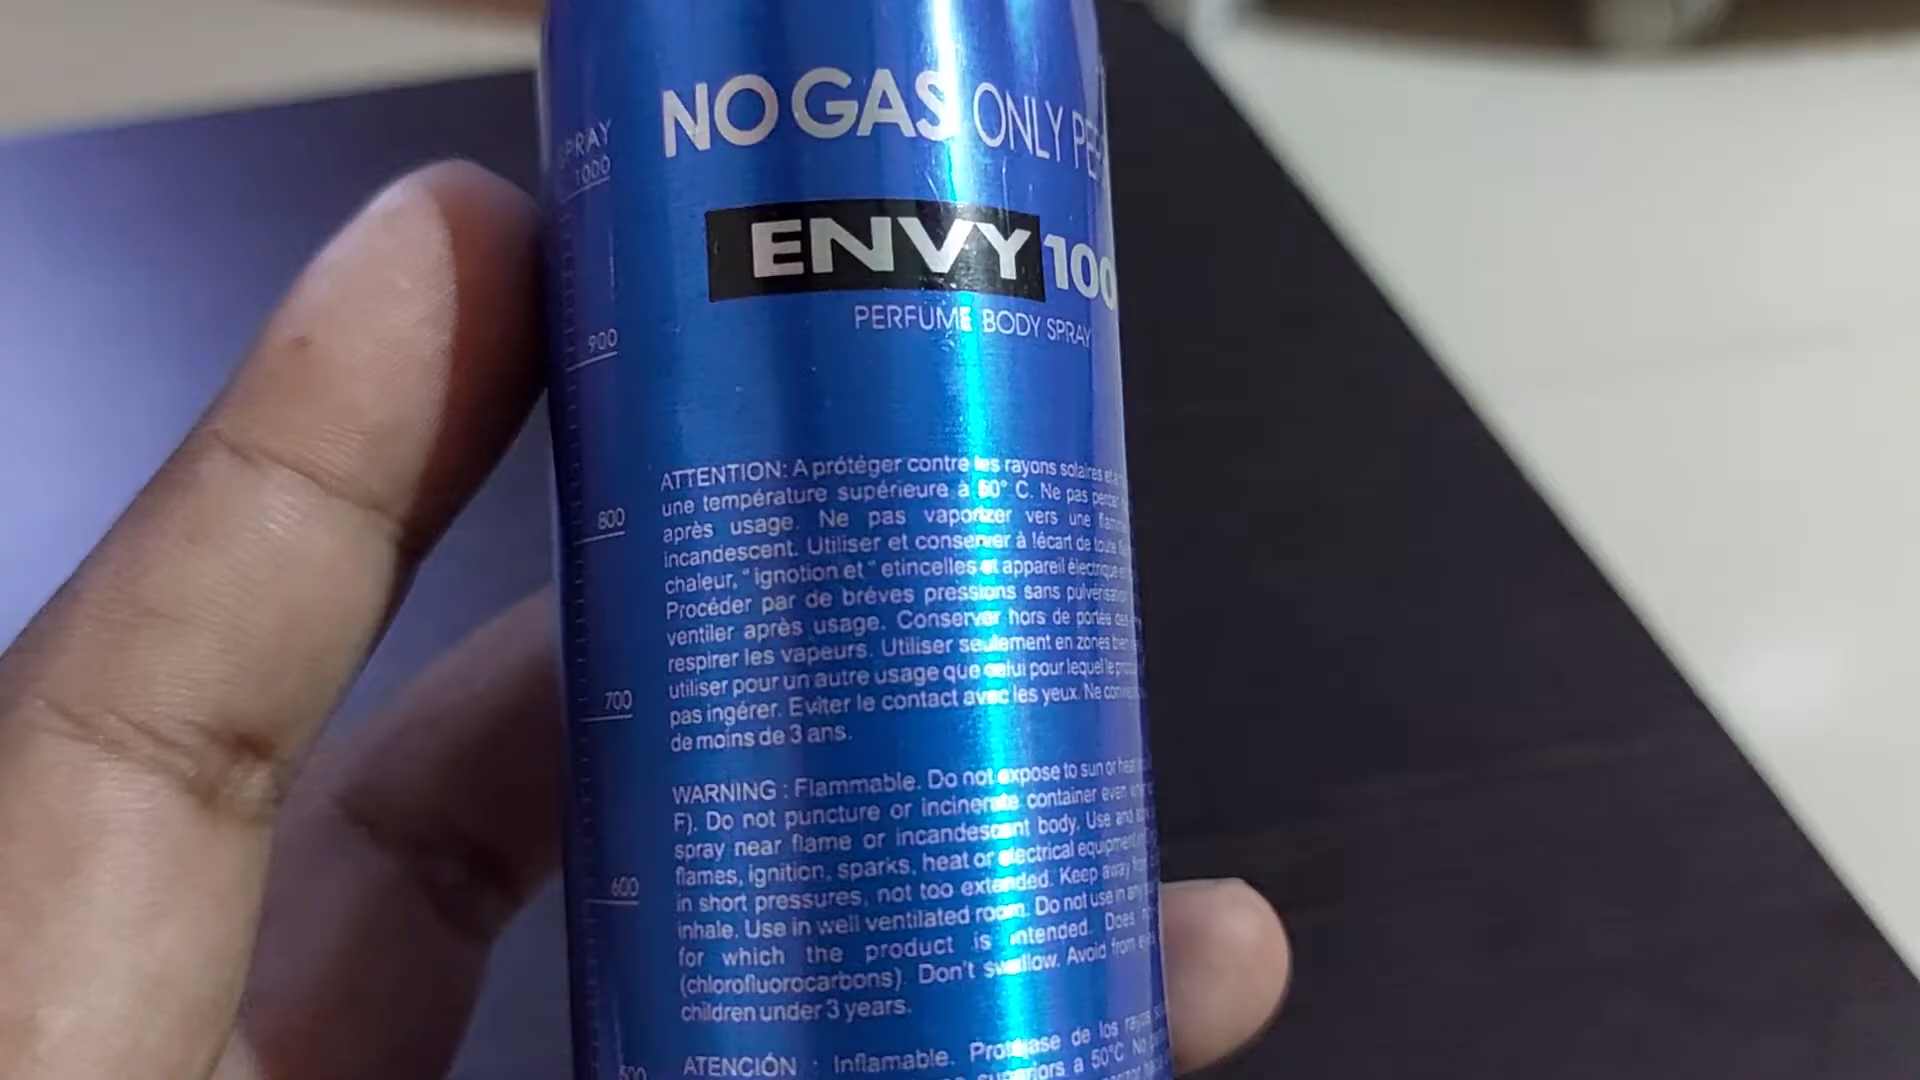 NO GAS ONLY
ENVY 100
PERFUME BODY SPRAY
SPRAY
1000
900
800
700
600
500
ATTENTION: A prótéger contre les rayons solaires et
une température supérieure à 50° C. Ne pas percer
après usage. Ne pas vaporizer vers une
incandescent. Utiliser et conserver à lécart de toute
chaleur, " ignotion et " etincelles et appareil électrique
Procéder par de bréves pressions sans
ventiler après usage. Conserver hors de portée des
respirer les vapeurs. Utiliser seulement en zones bien
utiliser pour un autre usage que celui pour lequel le
pas ingérer. Eviter le contact avec les yeux. Ne
de moins de 3 ans.
WARNING : Flammable. Do not expose to sun or heat
F). Do not puncture or incinerate container even
spray near flame or incandescent body. Use and
flames, ignition, sparks, heat or electrical equipment
in short pressures, not too extended. Keep away
inhale. Use in well ventilated room. Do not use in any
for which the product is intended. Does
(chlorofluorocarbons). Don't swallow. Avoid from
children under 3 years.
ATENCIÓN : Inflamable. Protéjase de los rayos
a 50°C No